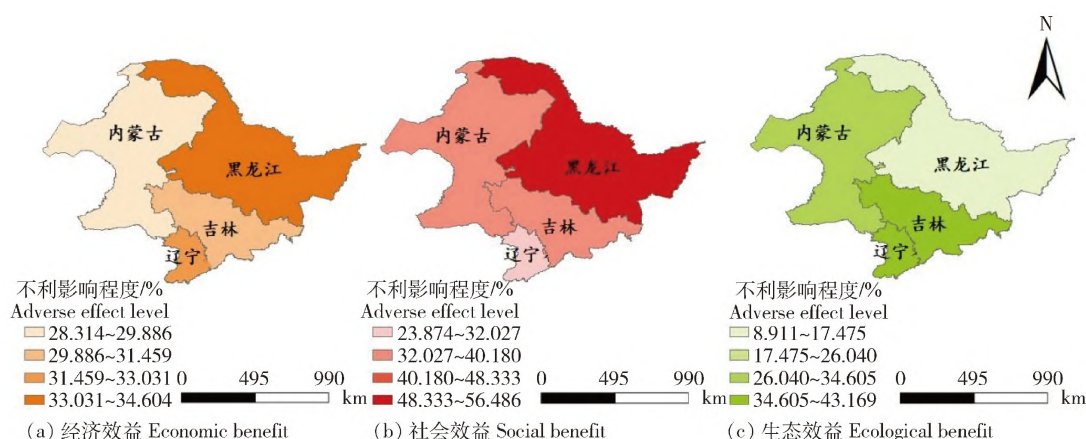 N
内蒙古
黑龙江
吉林
辽宁
不利影响程度/%
Adverse effect level
28.314~29.886
29.886~31.459
31.459~33.031
33.031~34.604
0 495 990
km
(a) 经济效益 Economic benefit
内蒙古
黑龙江
吉林
辽宁
不利影响程度/%
Adverse effect level
23.874~32.027
32.027~40.180
40.180~48.333
48.333~56.486
0 495 990
km
(b) 社会效益 Social benefit
内蒙古
黑龙江
吉林
辽宁
不利影响程度/%
Adverse effect level
8.911~17.475
17.475~26.040
26.040~34.605
34.605~43.169
0 495 990
km
(c) 生态效益 Ecological benefit